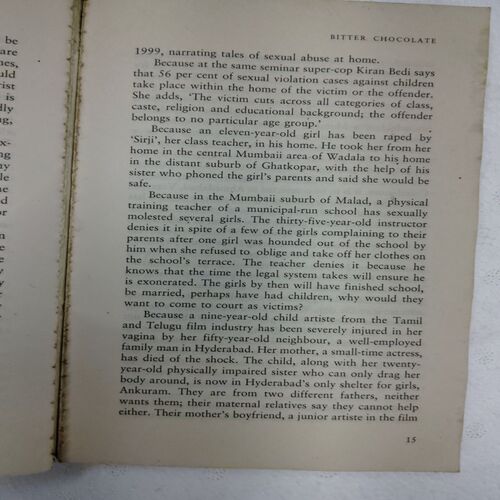 BITTER CHOCOLATE
1999, narrating tales of sexual abuse at home.
Because at the same seminar super-cop Kiran Bedi says
that 56 per cent of sexual violation cases against children
take place within the home of the victim or the offender.
She adds, 'The victim cuts across all categories of class,
caste, religion and educational background; the offender
belongs to no particular age group.'
Because an eleven-year-old girl has been raped by
'Sirji', her class teacher, in his home. He took her from her
home in the central Mumbaii area of Wadala to his home
in the distant suburb of Ghatkopar, with the help of his
sister who phoned the girl's parents and said she would be
safe.
Because in the Mumbaii suburb of Malad, a physical
training teacher of a municipal-run school has sexually
molested several girls. The thirty-five-year-old instructor
denies it in spite of a few of the girls complaining to their
parents after one girl was hounded out of the school by
him when she refused to oblige and take off her clothes on
the school's terrace. The teacher denies it because he
knows that the time the legal system takes will ensure he
is exonerated. The girls by then will have finished school,
be married, perhaps have had children, why would they
want to come to court as victims?
Because a nine-year-old child artiste from the Tamil
and Telugu film industry has been severely injured in her
vagina by her fifty-year-old neighbour, a well-employed
family man in Hyderabad. Her mother, a small-time actress,
has died of the shock. The child, along with her twenty-
year-old physically impaired sister who can only drag her
body around, is now in Hyderabad's only shelter for girls,
Ankuram. They are from two different fathers, neither
wants them; their maternal relatives say they cannot help
either. Their mother's boyfriend, a junior artiste in the film
15